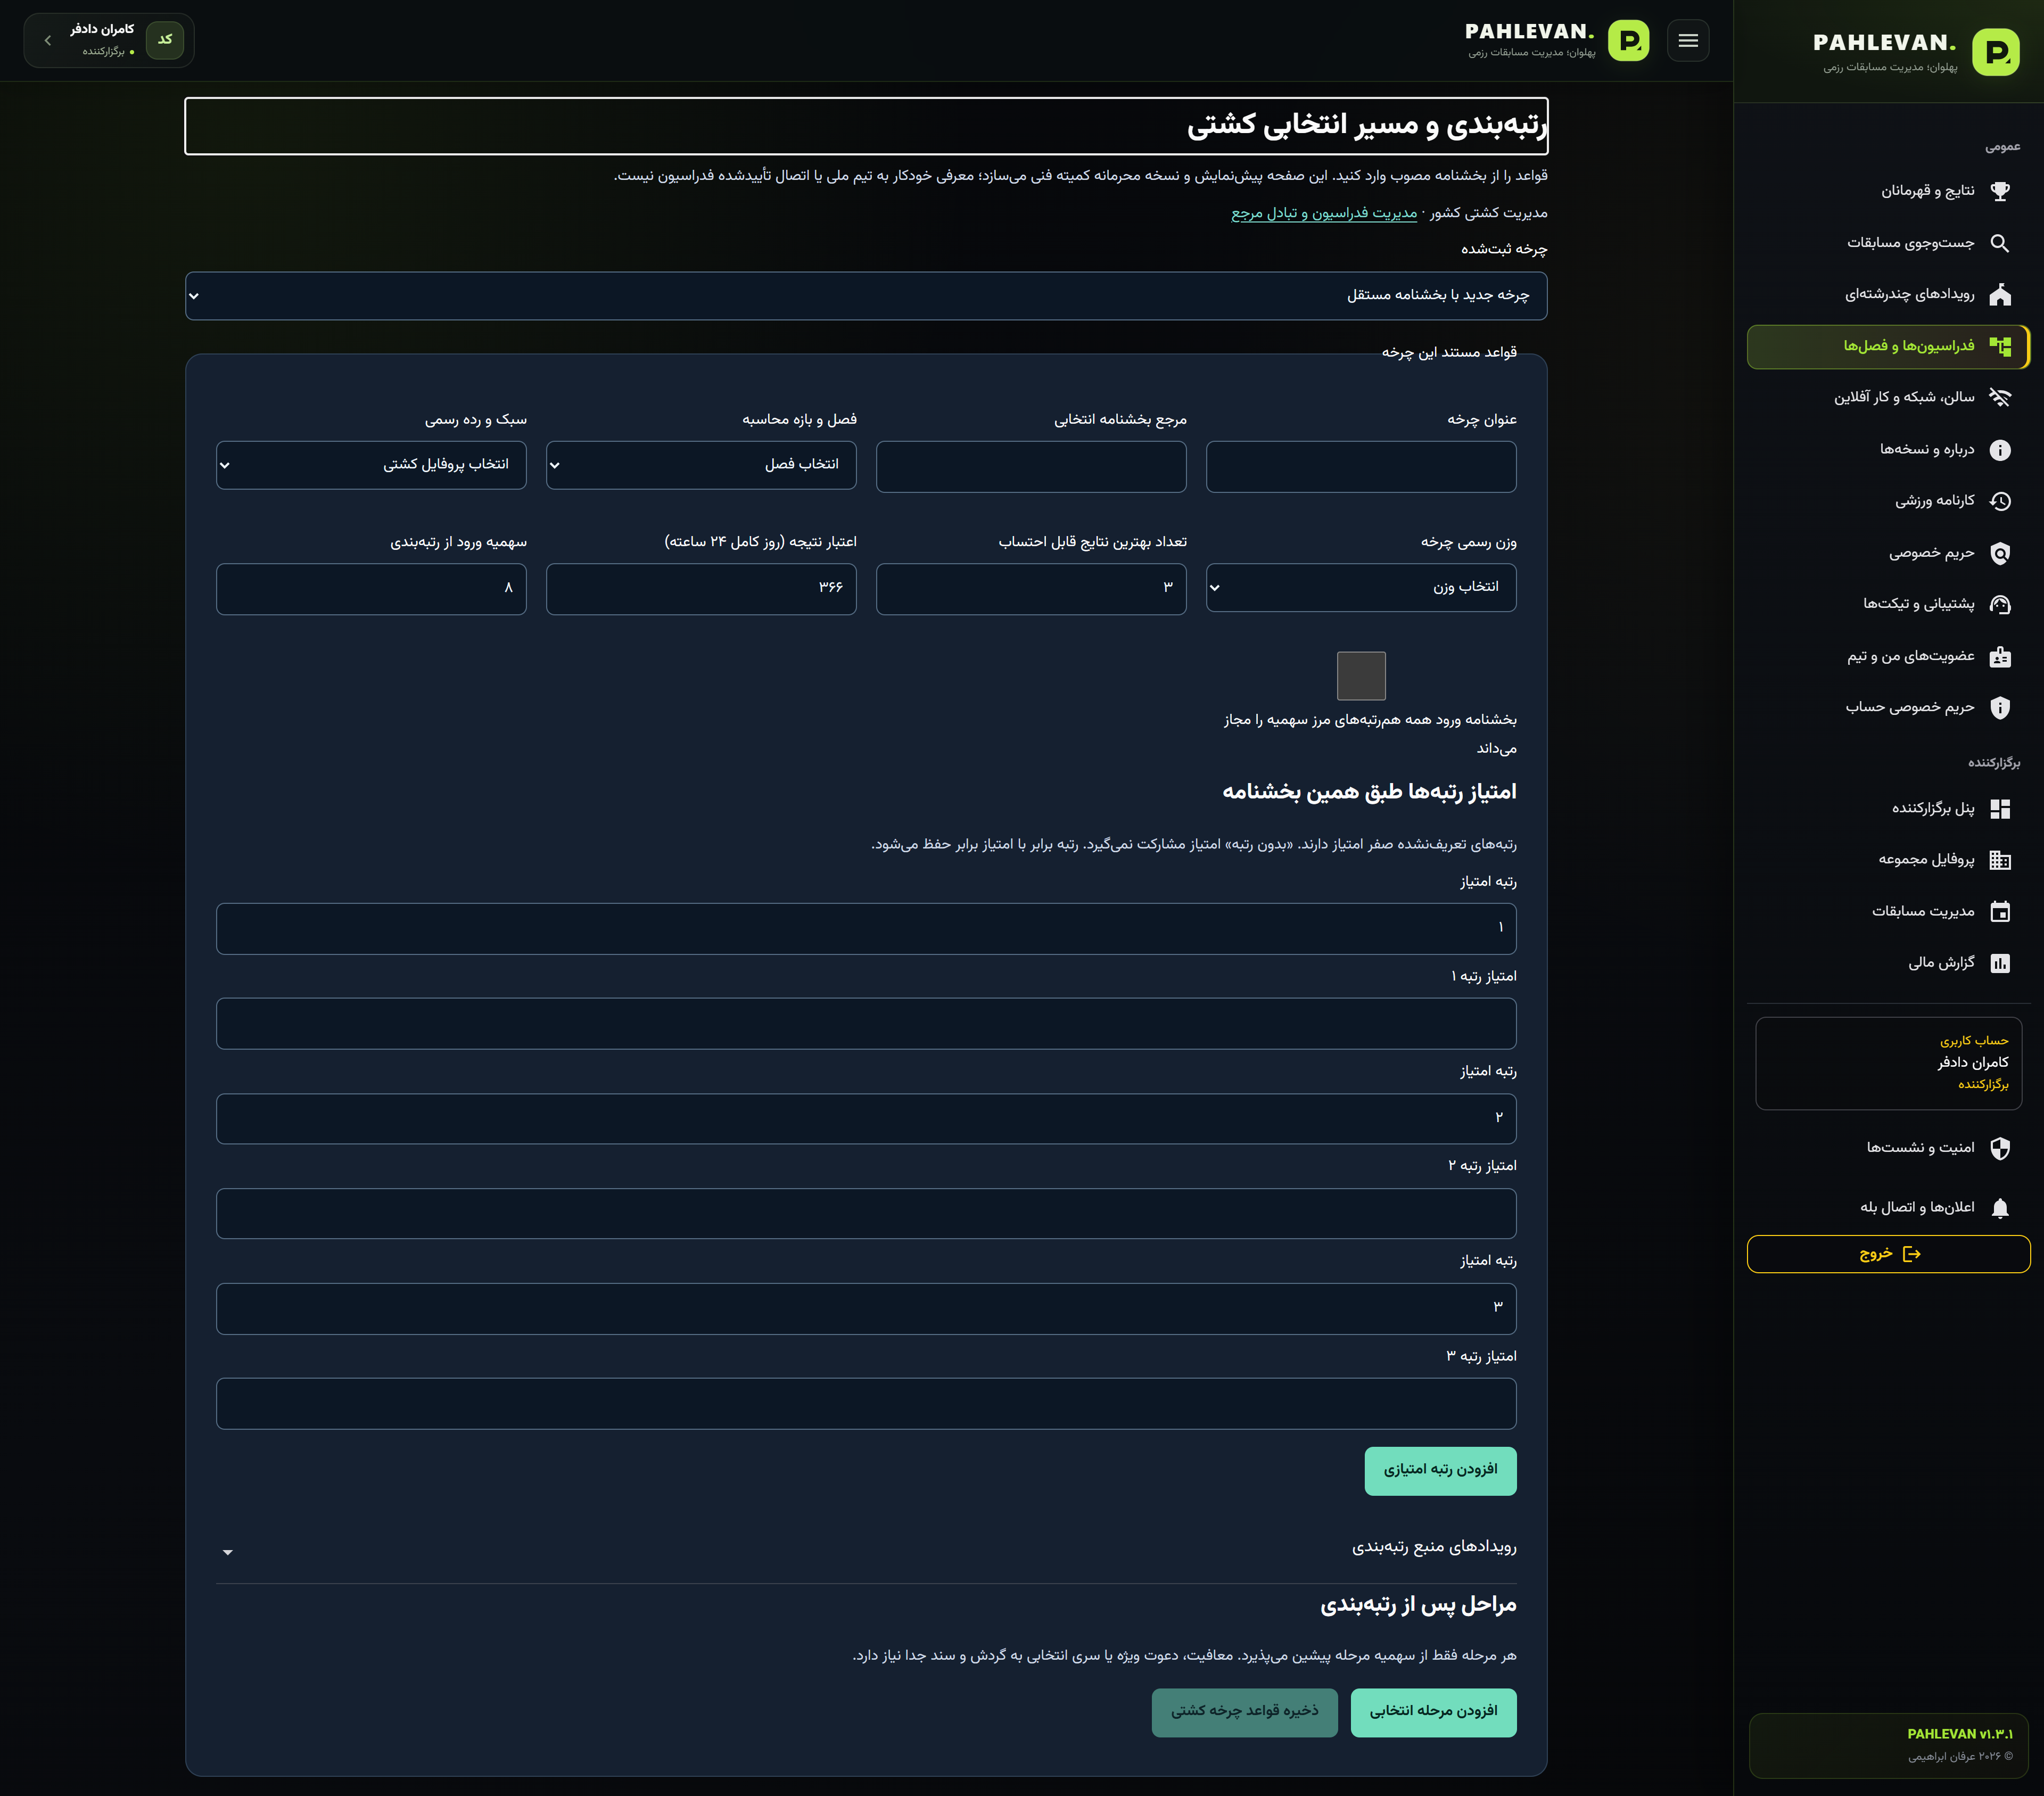 PAHLEVAN.
پهلوان؛ مدیریت مسابقات رزمی
عمومی
نتایج و قهرمانان
جست‌وجوی مسابقات
رویدادهای چندرشته‌ای
فدراسیون‌ها و فصل‌ها
سالن، شبکه و کار آفلاین
درباره و نسخه‌ها
کارنامه ورزشی
حریم خصوصی
پشتیبانی و تیکت‌ها
عضویت‌های من و تیم
حریم خصوصی حساب
برگزارکننده
پنل برگزارکننده
پروفایل مجموعه
مدیریت مسابقات
گزارش مالی
حساب کاربری
کامران دادفر
برگزارکننده
امنیت و نشست‌ها
اعلان‌ها و اتصال بله
خروج
PAHLEVAN v۱.۳.۱
© ۲۰۲۶ عرفان ابراهیمی
PAHLEVAN.
پهلوان؛ مدیریت مسابقات رزمی
کد
کامران دادفر
برگزارکننده
رتبه‌بندی و مسیر انتخابی کشتی
قواعد را از بخشنامه مصوب وارد کنید. این صفحه پیش‌نمایش و نسخه محرمانه کمیته فنی می‌سازد؛ معرفی خودکار به تیم ملی یا اتصال تأییدشده فدراسیون نیست.
مدیریت کشتی کشور · مدیریت فدراسیون و تبادل مرجع
چرخه ثبت‌شده
چرخه جدید با بخشنامه مستقل
قواعد مستند این چرخه
عنوان چرخه
مرجع بخشنامه انتخابی
فصل و بازه محاسبه
انتخاب فصل
سبک و رده رسمی
انتخاب پروفایل کشتی
وزن رسمی چرخه
انتخاب وزن
تعداد بهترین نتایج قابل احتساب
۳
اعتبار نتیجه (روز کامل ۲۴ ساعته)
۳۶۶
سهمیه ورود از رتبه‌بندی
۸
بخشنامه ورود همه هم‌رتبه‌های مرز سهمیه را مجاز
می‌داند
امتیاز رتبه‌ها طبق همین بخشنامه
رتبه‌های تعریف‌نشده صفر امتیاز دارند. «بدون رتبه» امتیاز مشارکت نمی‌گیرد. رتبه برابر با امتیاز برابر حفظ می‌شود.
رتبه امتیاز
۱
امتیاز رتبه ۱
رتبه امتیاز
۲
امتیاز رتبه ۲
رتبه امتیاز
۳
امتیاز رتبه ۳
افزودن رتبه امتیازی
رویدادهای منبع رتبه‌بندی
مراحل پس از رتبه‌بندی
هر مرحله فقط از سهمیه مرحله پیشین می‌پذیرد. معافیت، دعوت ویژه یا سری انتخابی به گردش و سند جدا نیاز دارد.
افزودن مرحله انتخابی
ذخیره قواعد چرخه کشتی